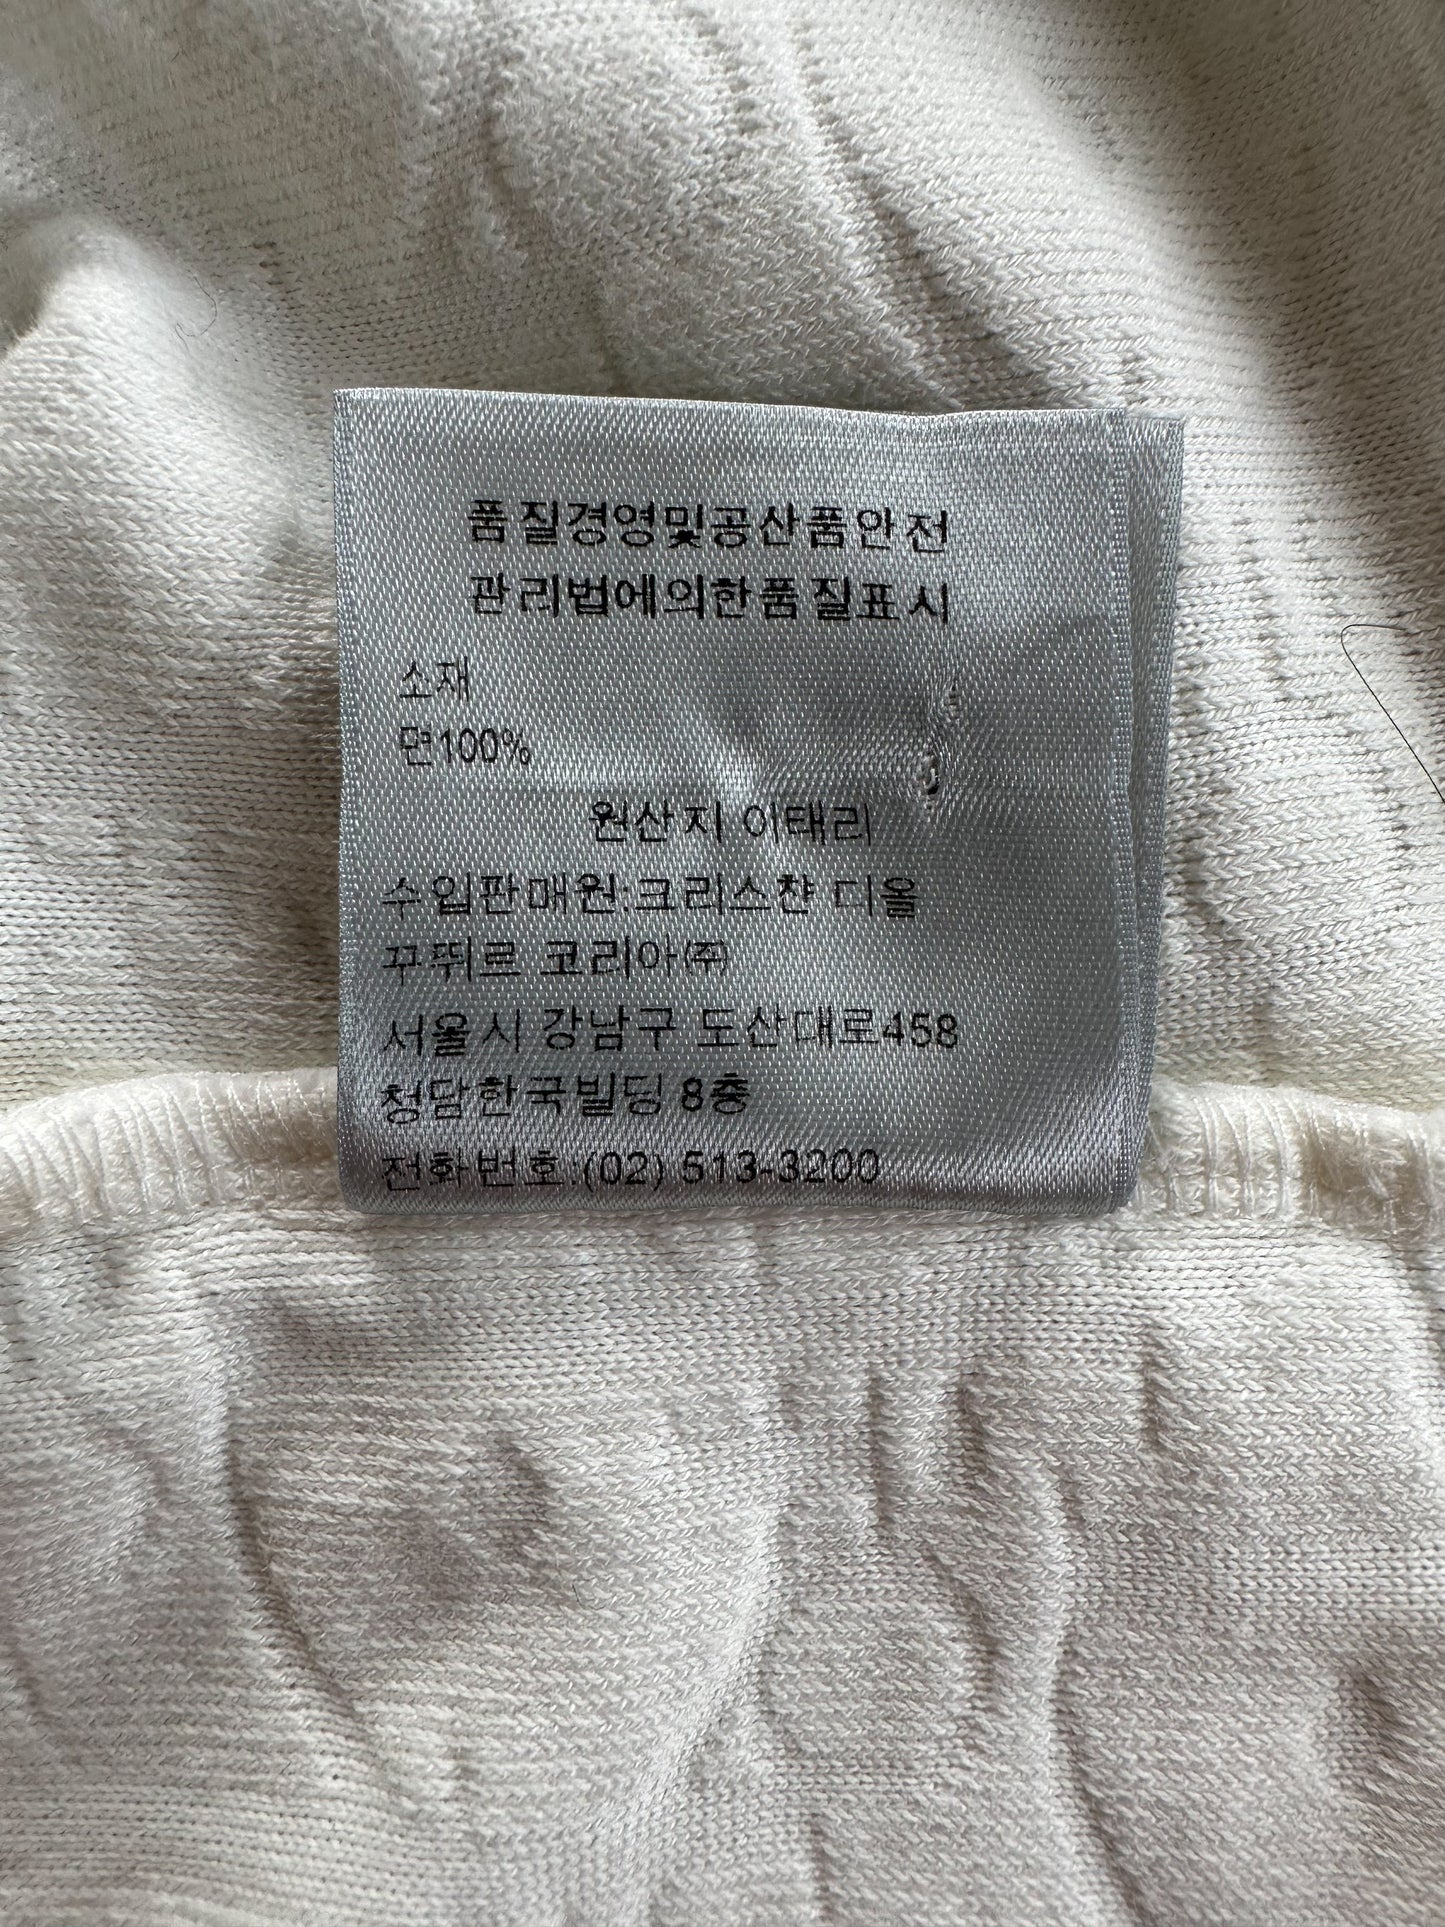 품질경영및공산품안전
관리법에의한품질표시
소재
면100%
원산지 이태리
수입판매원:크리스챤 디올
꾸뛰르 코리아㈜
서울시 강남구 도산대로458
청담한국빌딩 8층
전화번호:(02) 513-3200